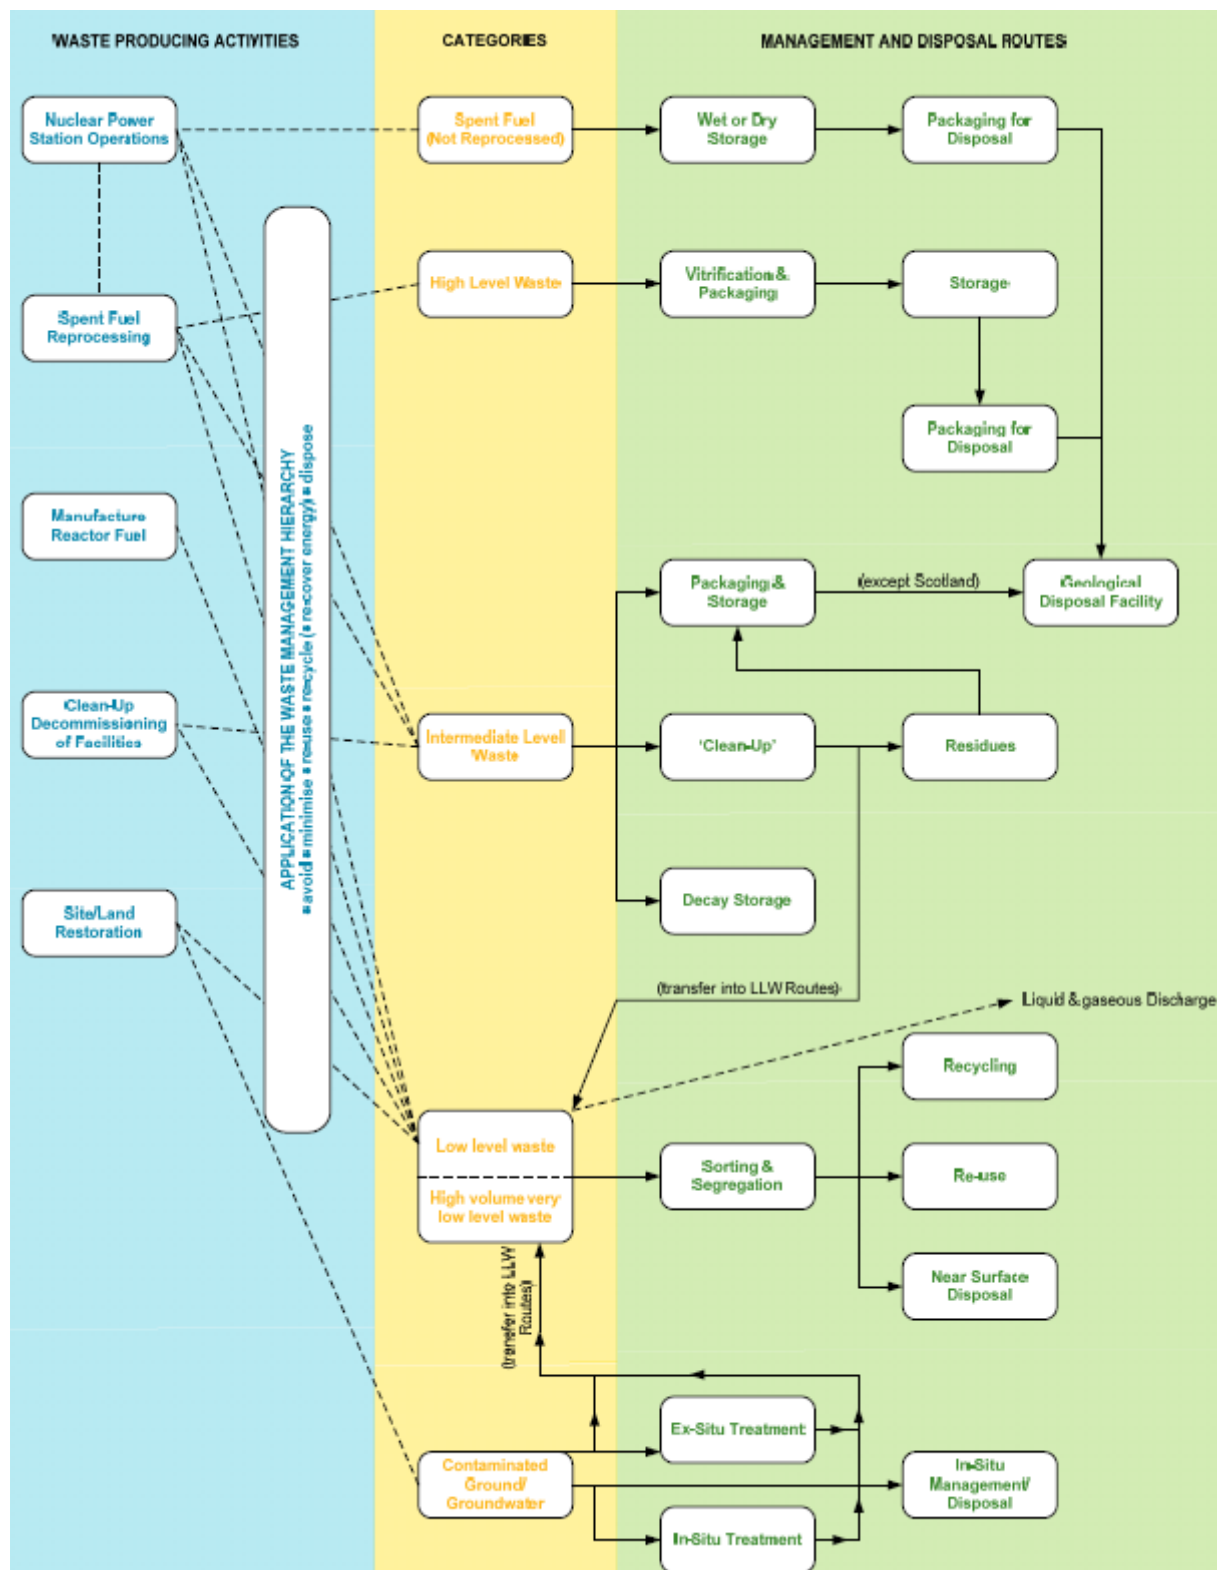 WASTE PRODUCING ACTIVITIES
CATEGORIES
MANAGEMENT AND DISPOSAL ROUTES
Nuclear Power
Station Operations
Spent Fuel
(Not Reprocessed)
Wet or Dry
Storage
Packaging for
Disposal
High Level Waste
Vitrification &
Packaging
Storage
Spent Fuel
Reprocessing
Packaging for
Disposal
Manufacture
Reactor Fuel
APPLICATION OF THE WASTE MANAGEMENT HIERARCHY
avoid minimise re-use recycle ( recover energy) dispose
Packaging &
Storage
(except Scotland)
Geological
Disposal Facility
Clean-Up
Decommissioning
of Facilities
Intermediate Level
Waste
'Clean-Up'
Residues
Decay Storage
Site/Land
Restoration
(transfer into LLW Routes)
Liquid & gaseous Discharge
Recycling
Low level waste
High volume very
low level waste
Sorting &
Segregation
Re-use
Near Surface
Disposal
(transfer into LLW
Routes)
Ex-Situ Treatment
Contaminated
Ground/
Groundwater
In-Situ
Management/
Disposal
In-Situ Treatment